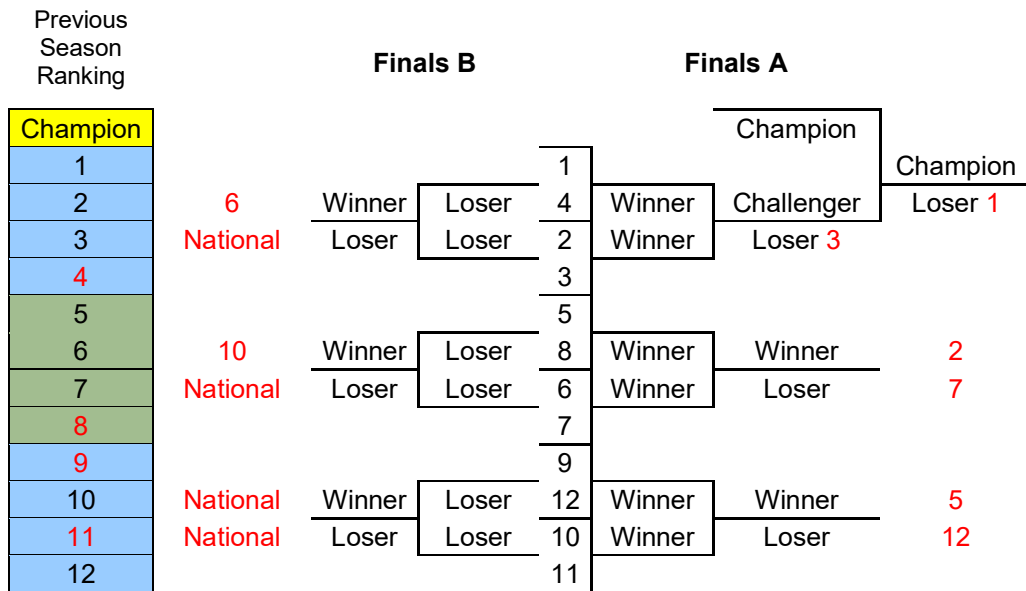 Previous
Season
Ranking
Finals B Finals A
Champion Champion
1 1 Champion
2 6 Winner Loser 4 Winner Challenger Loser 1
3 National Loser Loser 2 Winner Loser 3
4 3
5 5
6 10 Winner Loser 8 Winner Winner 2
7 National Loser Loser 6 Winner Loser 7
8 7
9 9
10 National Winner Loser 12 Winner Winner 5
11 National Loser Loser 10 Winner Loser 12
12 11